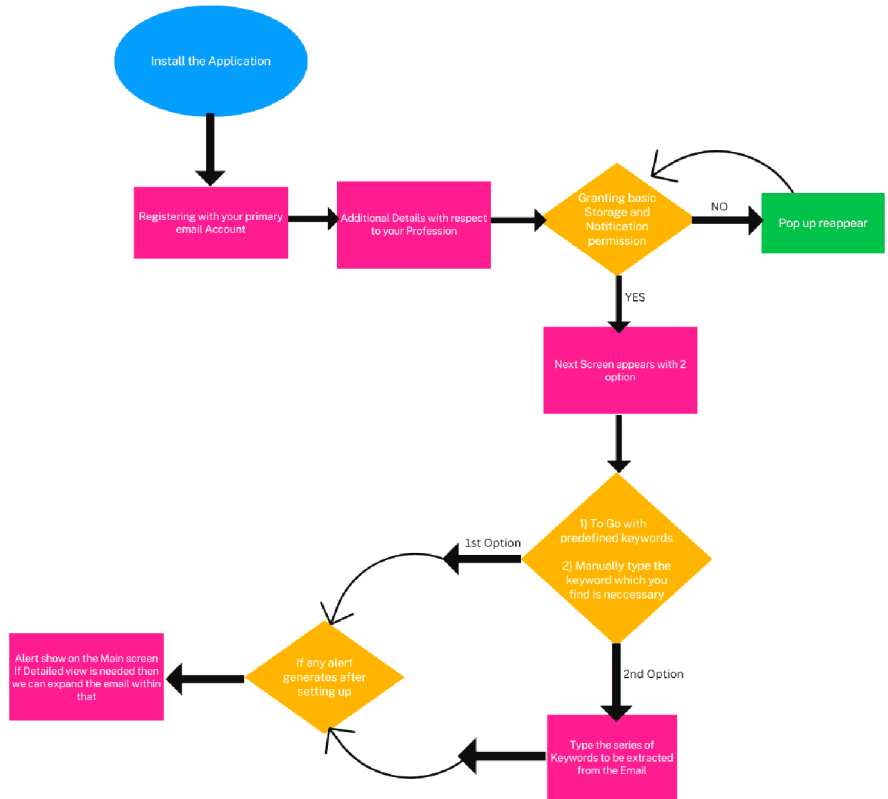 Install the Application
Registering with your primary
email Account
Additional Details with respect
to your Profession
Granting basic
Storage and
Notification
permission
NO
Pop up reappear
YES
Next Screen appears with 2
option
1} To Go with
predefined keywords
2} Manually type the
keyword which you
find is neccessary
1st Option
2nd Option
Type the series of
Keywords to be extracted
from the Email
If any alert
generates after
setting up
Alert show on the Main screen
If Detailed view is needed then
we can expand the email within
that